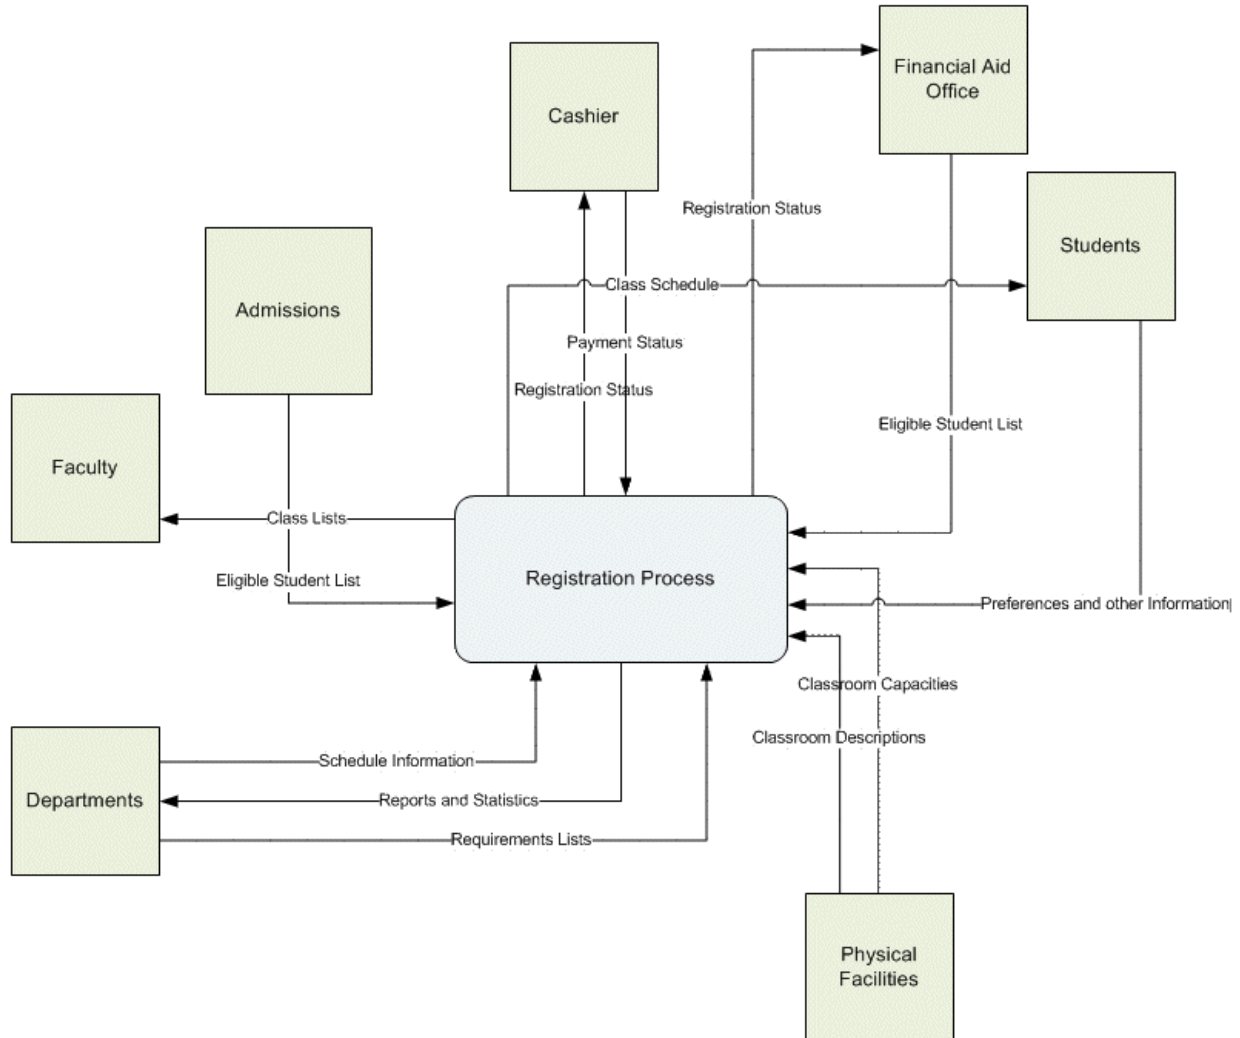 Financial Aid
Office
Cashier
Registration Status
Students
Class Schedule
Admissions
Payment Status
Registration Status
Eligible Student List
Faculty
Class Lists
Eligible Student List
Registration Process
Preferences and other Information
Classroom Capacities
Classroom Descriptions
Schedule Information
Departments
Reports and Statistics
Requirements Lists
Physical
Facilities